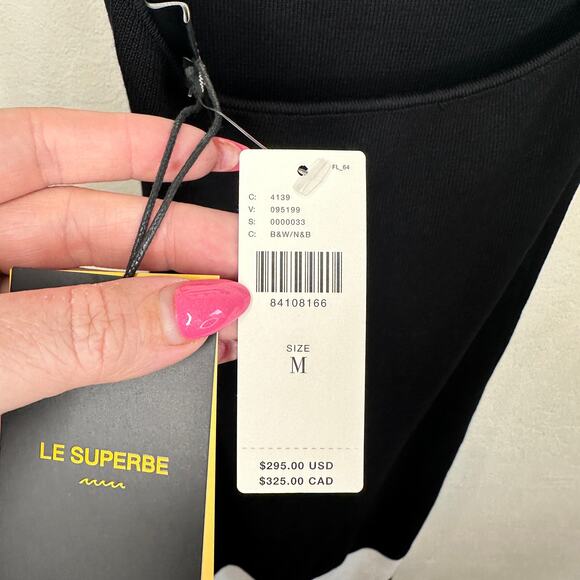 FL_64
C: 4139
V: 095199
S: 0000033
C: B&W/N&B
84108166
SIZE
M
$295.00 USD
$325.00 CAD
LE SUPERBE